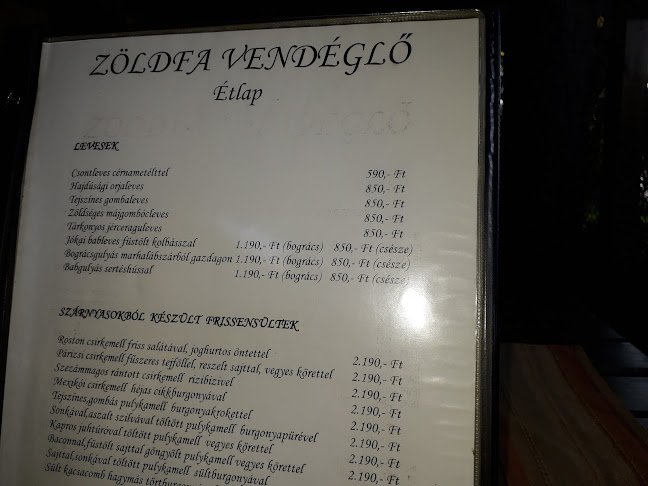 ZÖLDFA VENDÉGLŐ
Étlap
LEVESEK
Csontleves cérnametélttel 590,- Ft
Hajdúsági orjaleves 850,- Ft
Tejszínes gombaleves 850,- Ft
Zöldséges májgombócleves 850,- Ft
Tárkonyos jérceraguleves 850,- Ft
Jókai bableves füstölt kolbásszal 1.190,- Ft (bogrács) 850,- Ft (csésze)
Bográcsgulyás marhalábszárból gazdagon 1.190,- Ft (bogrács) 850,- Ft (csésze)
Babgulyás sertéshússal 1.190,- Ft (bogrács) 850,- Ft (csésze)
SZÁRNYASOKBÓL KÉSZÜLT FRISSENSÜLTEK
Roston csirkemell friss salátával, joghurtos öntettel 2.190,- Ft
Párizsi csirkemell fűszeres tejföllel, reszelt sajttal, vegyes körettel 2.190,- Ft
Szezámmagos rántott csirkemell rizibizivel 2.190,- Ft
Mexikói csirkemell héjas cikkburgonyával 2.190,- Ft
Tejszínes,gombás pulykamell burgonyakrokettel 2.190,- Ft
Sonkával,aszalt szilvával töltött pulykamell burgonyapürével 2.190,- Ft
Kapros juhtúróval töltött pulykamell vegyes körettel 2.190,- Ft
Baconnal,füstölt sajttal göngyölt pulykamell vegyes körettel
Sajttal,sonkával töltött pulykamell sültburgonyával
Sült kacsacomb hagymás